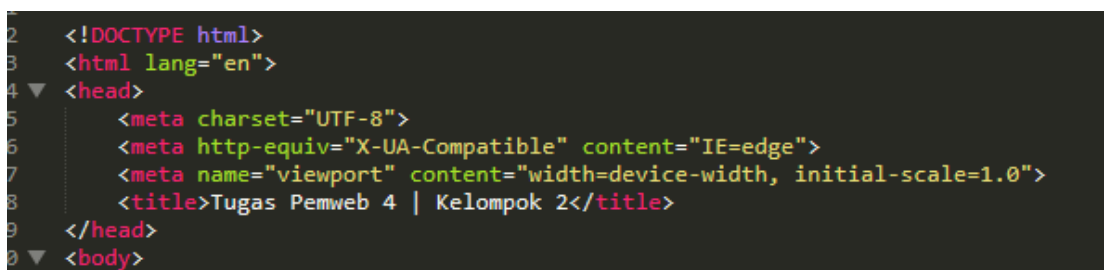 2 <!DOCTYPE html>
3 <html lang="en">
4 ▼ <head>
5 <meta charset="UTF-8">
6 <meta http-equiv="X-UA-Compatible" content="IE=edge">
7 <meta name="viewport" content="width=device-width, initial-scale=1.0">
8 <title>Tugas Pemweb 4 | Kelompok 2</title>
9 </head>
0 ▼ <body>